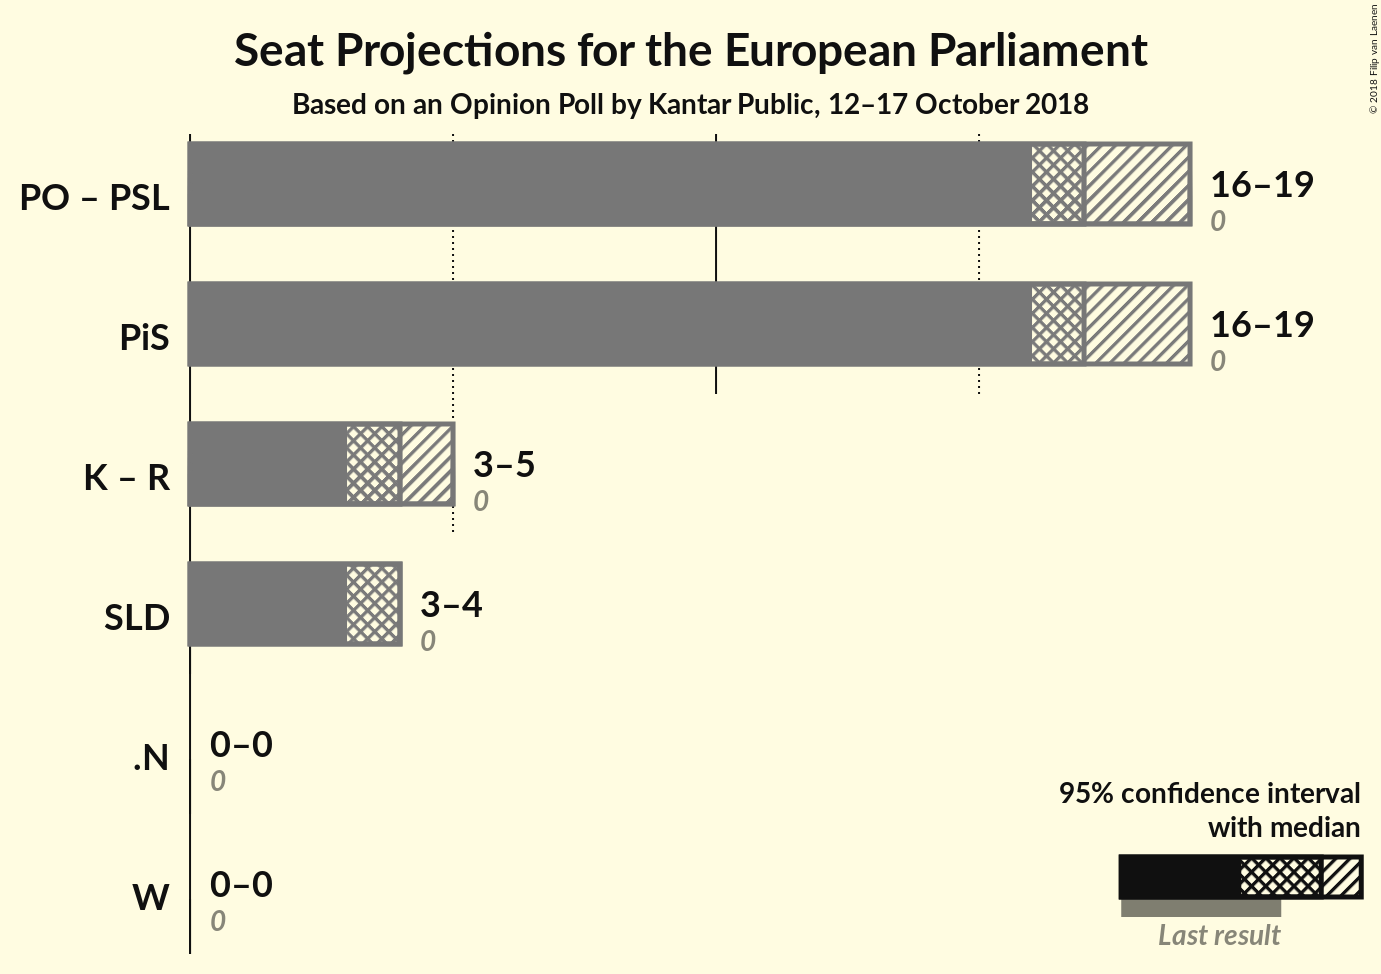 Seat Projections for the European Parliament
Based on an Opinion Poll by Kantar Public, 12–17 October 2018
© 2018 Filip van Laenen
PO – PSL
16–19
0
PiS
16–19
0
K – R
3–5
0
SLD
3–4
0
.N
0–0
0
W
0–0
0
95% confidence interval
with median
Last result